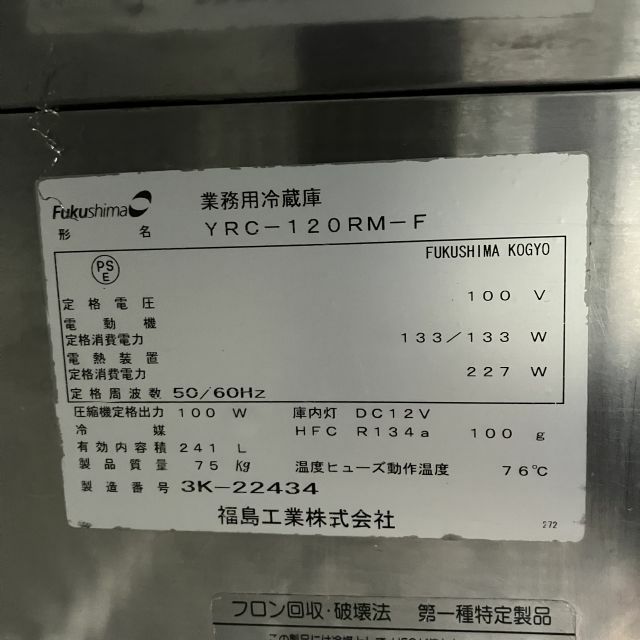 Fukushima 業務用冷蔵庫
形 名 YRC-120RM-F
FUKUSHIMA KOGYO
PS
E
定格電圧 100 V
電動機
定格消費電力 133/133 W
電熱装置
定格消費電力 227 W
定格周波数 50/60Hz
圧縮機定格出力 100 W 庫内灯 DC12V
冷 媒 HFC R134a 100 g
有効内容積 241 L
製品質量 75 Kg 温度ヒューズ動作温度 76℃
製造番号 3K-22434
福島工業株式会社
272
フロン回収・破壊法 第一種特定製品